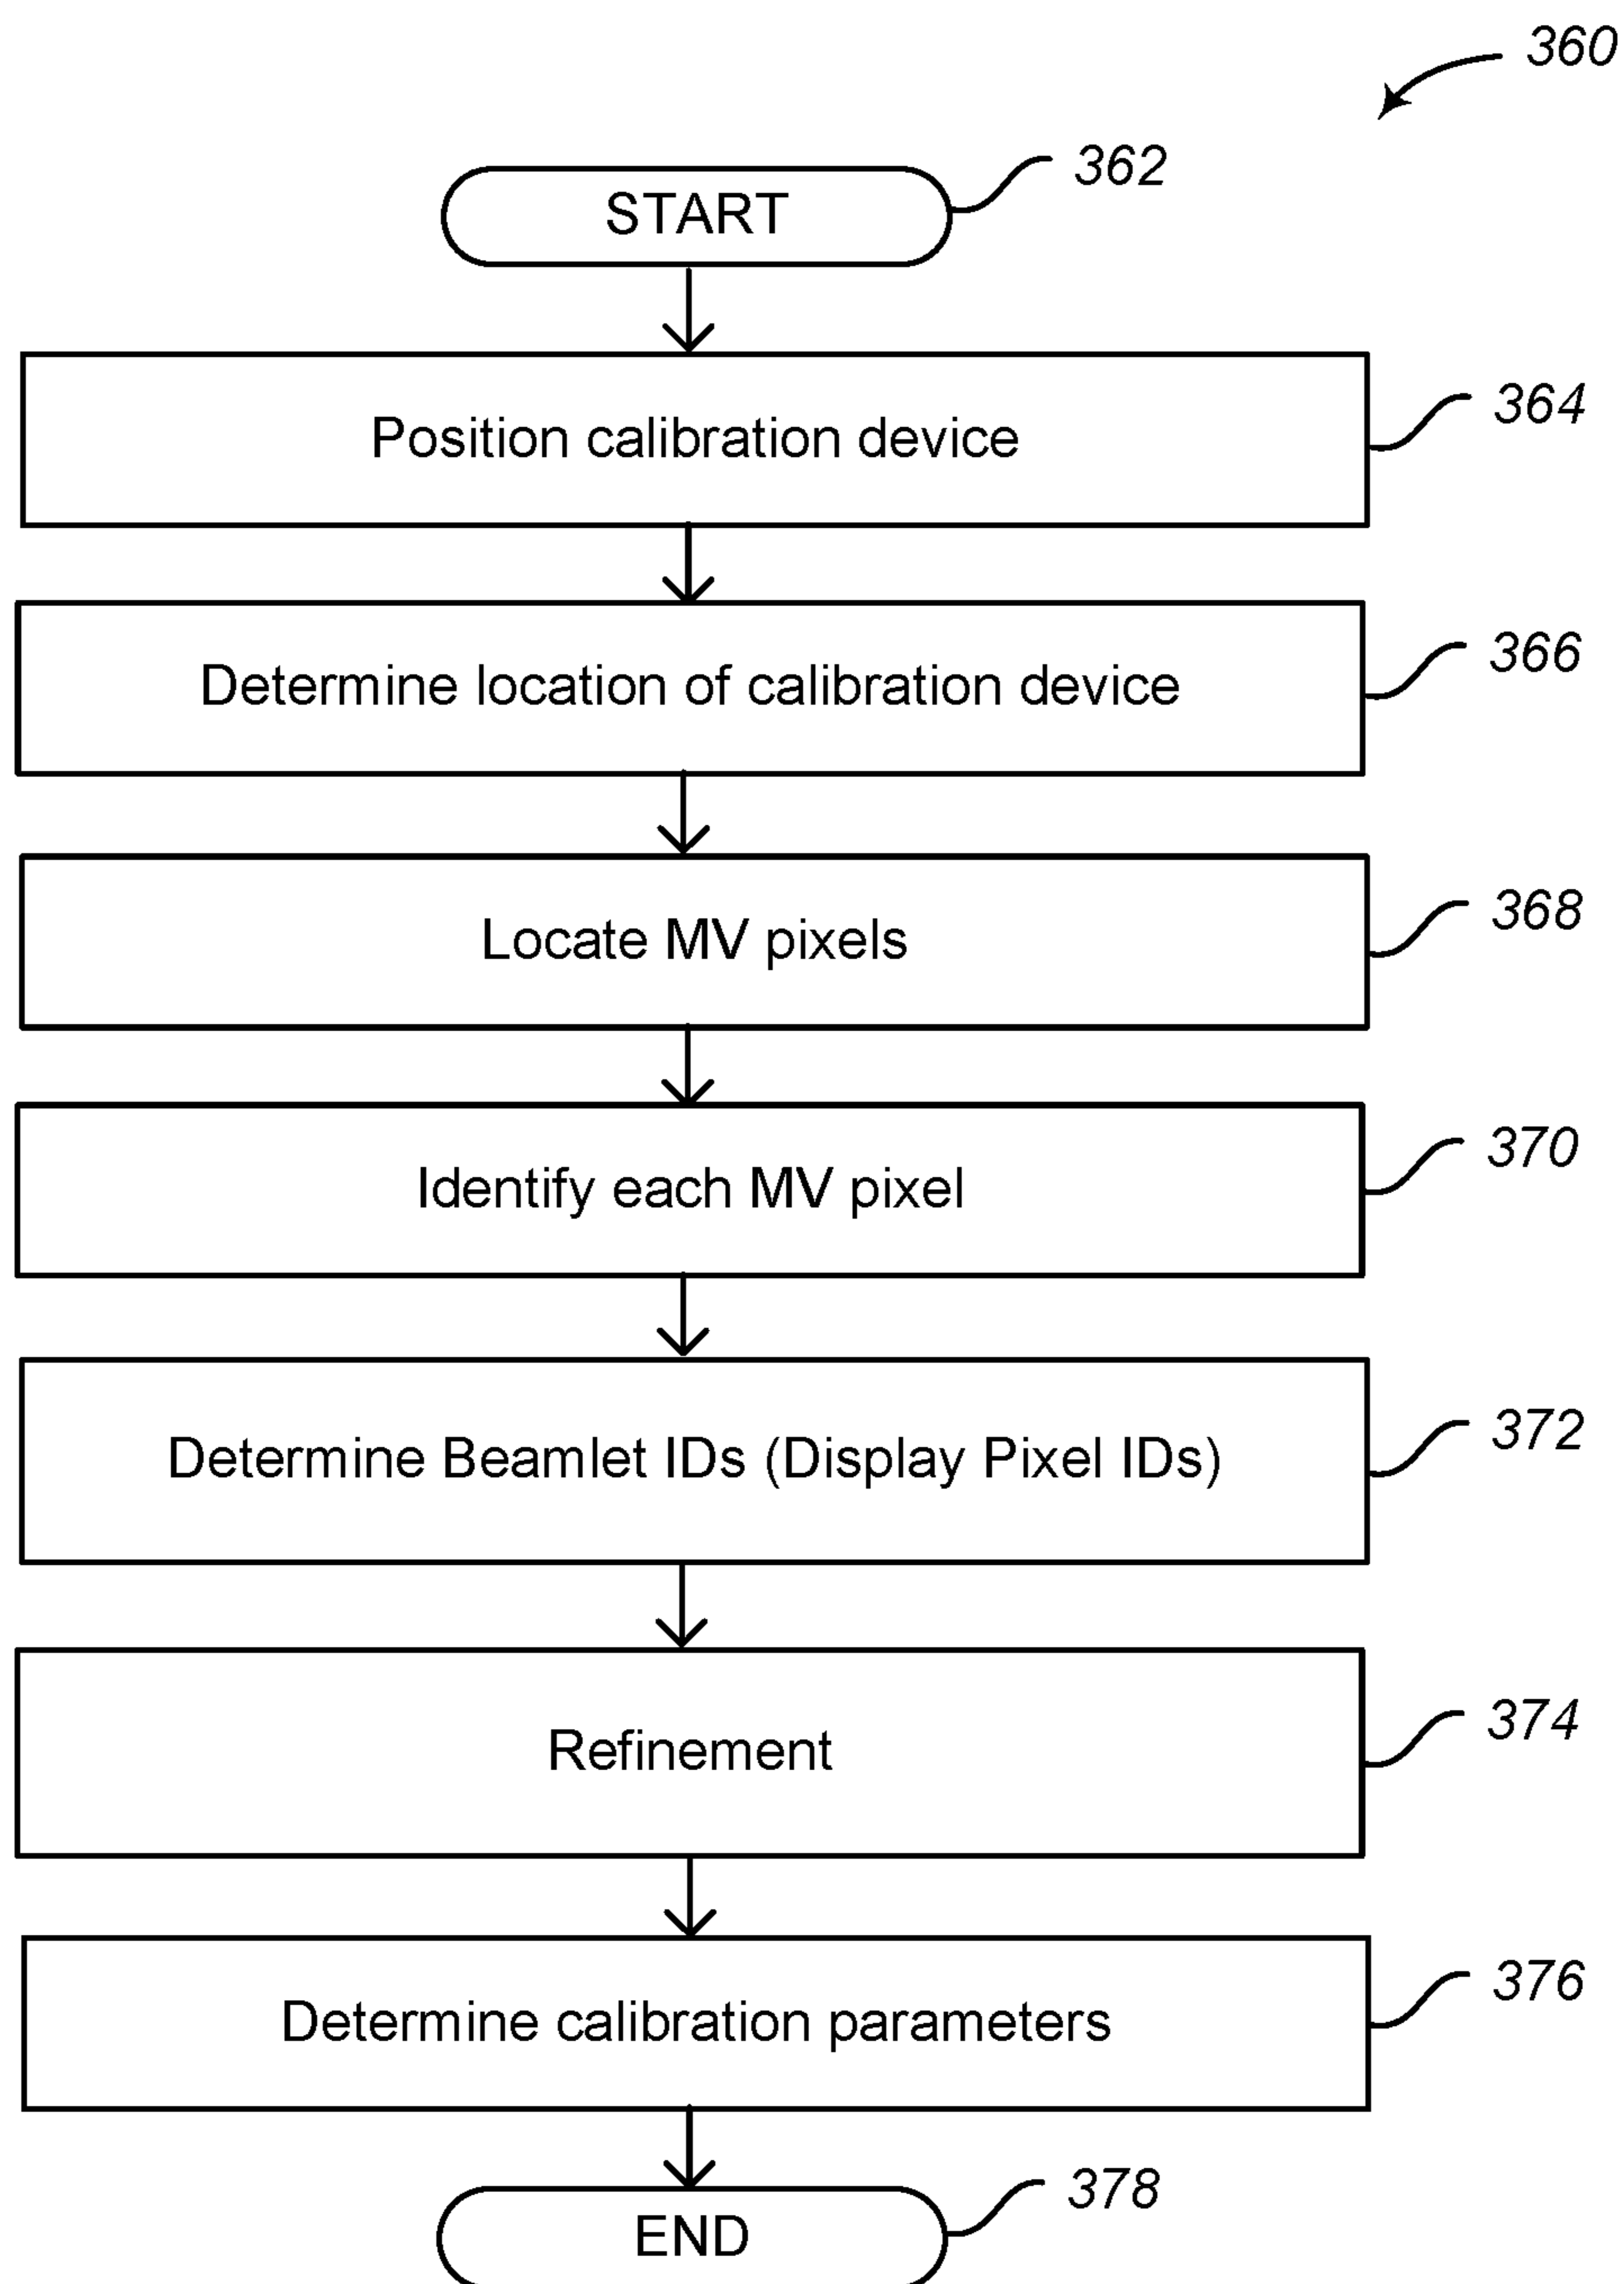 360
START
362
Position calibration device
364
Determine location of calibration device
366
Locate MV pixels
368
Identify each MV pixel
370
Determine Beamlet IDs (Display Pixel IDs)
372
Refinement
374
Determine calibration parameters
376
END
378